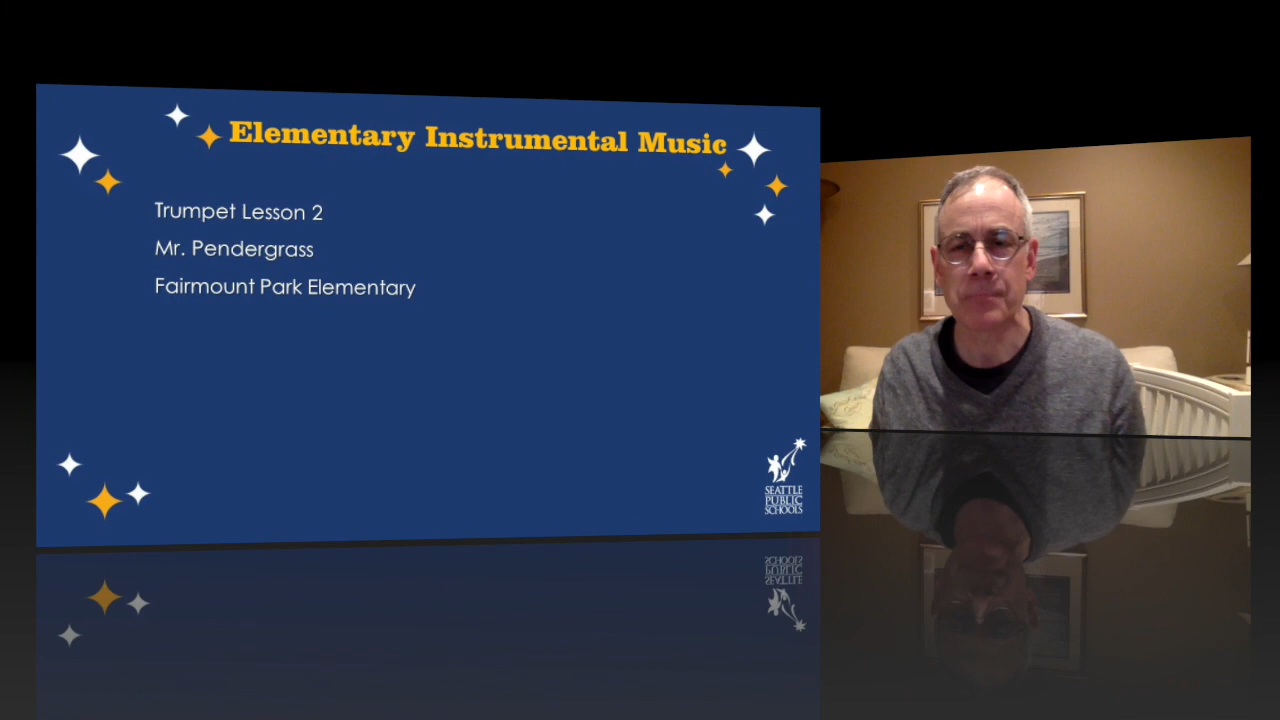 Elementary Instrumental Music
Trumpet Lesson 2
Mr. Pendergrass
Fairmount Park Elementary
SEATTLE
PUBLIC
SCHOOLS